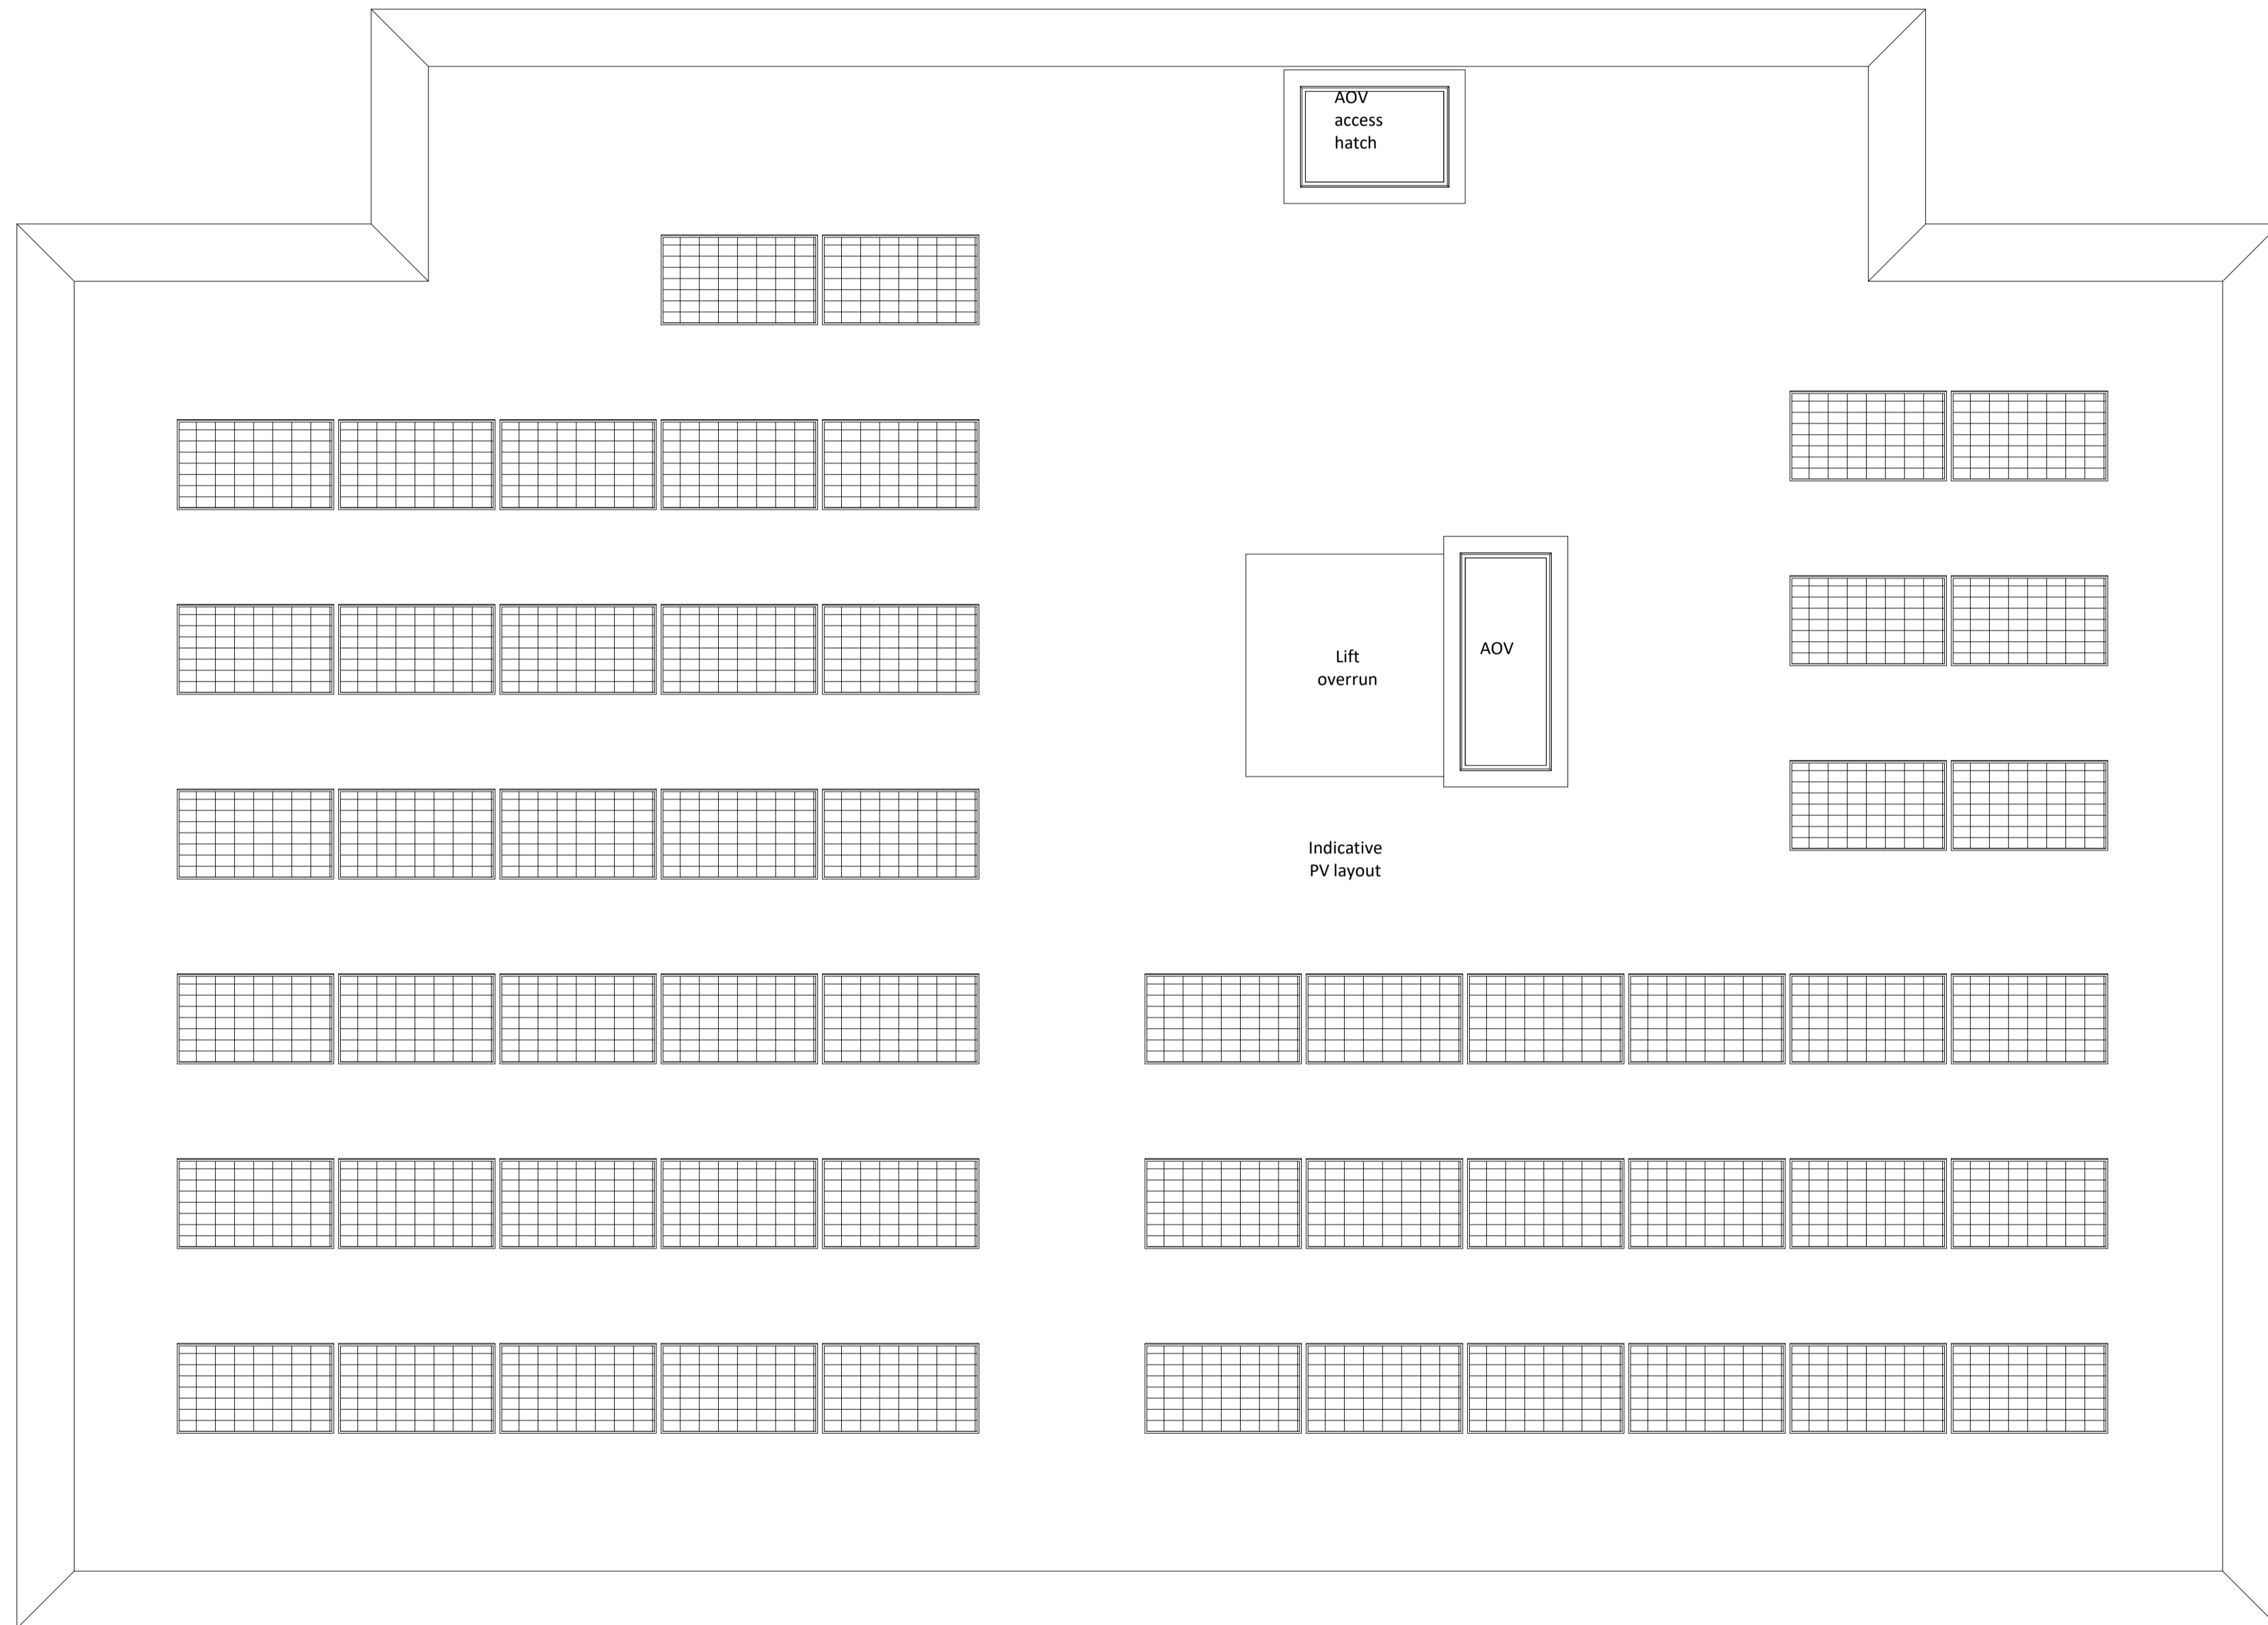 AOV
access
hatch
Lift
overrun
AOV
Indicative
PV layout